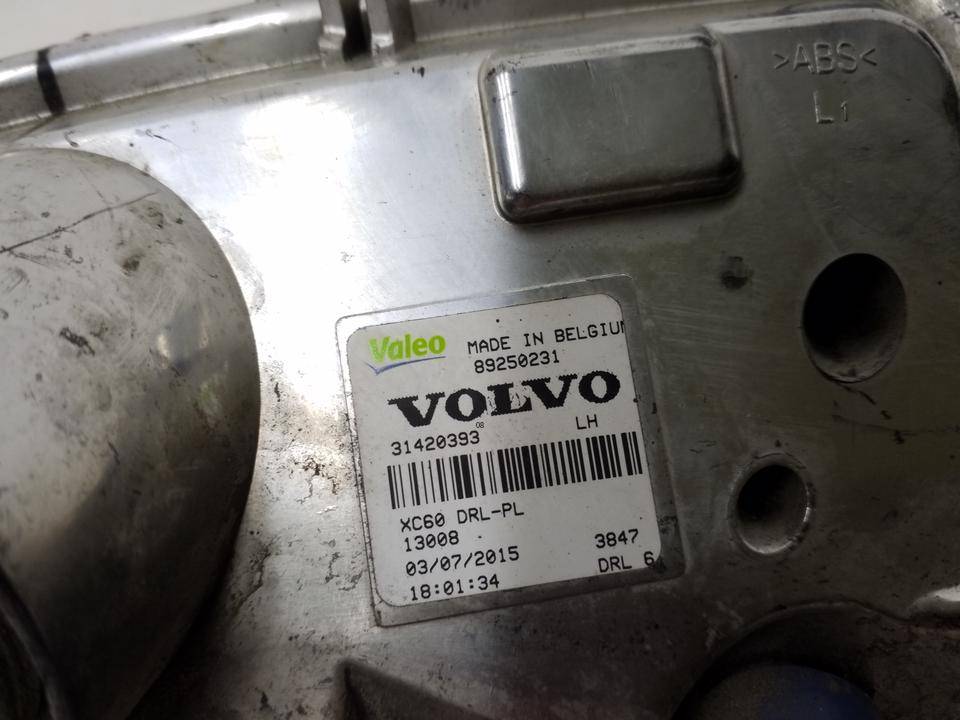 >ABS<
L1
Valeo MADE IN BELGIUM
89250231
VOLVO
31420393 08 LH
XC60 DRL-PL
13008 3847
03/07/2015 DRL 6
18:01:34